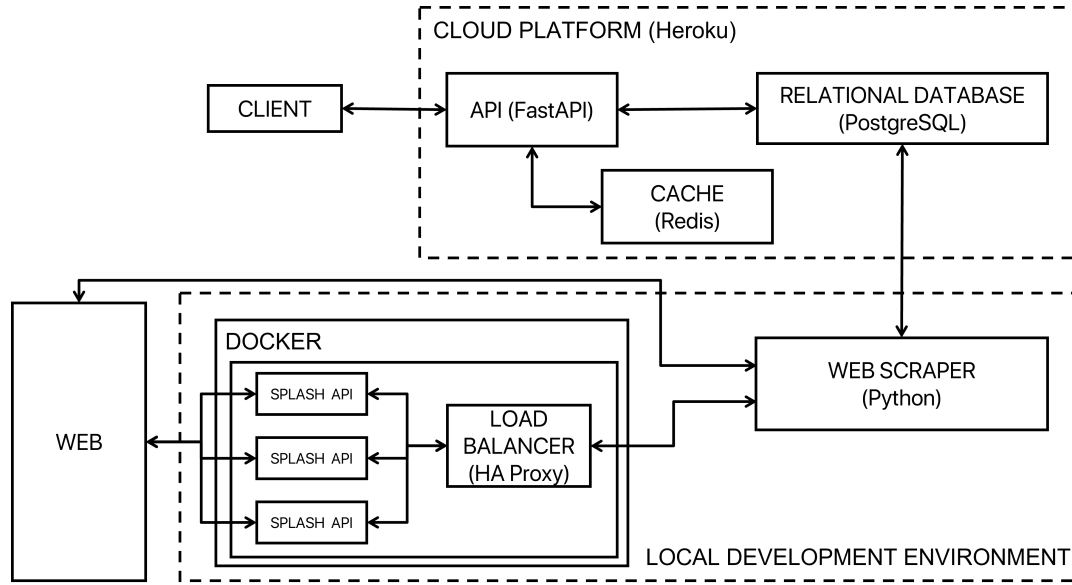 CLOUD PLATFORM (Heroku)
CLIENT
API (FastAPI)
RELATIONAL DATABASE
(PostgreSQL)
CACHE
(Redis)
DOCKER
SPLASH API
SPLASH API
SPLASH API
LOAD
BALANCER
(HA Proxy)
WEB SCRAPER
(Python)
WEB
LOCAL DEVELOPMENT ENVIRONMENT